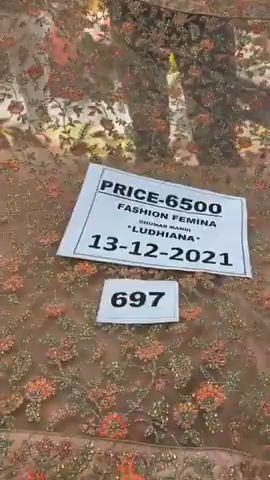 PRICE-6500
FASHION FEMINA
GHUMAR MANDI
"LUDHIANA"
13-12-2021
697